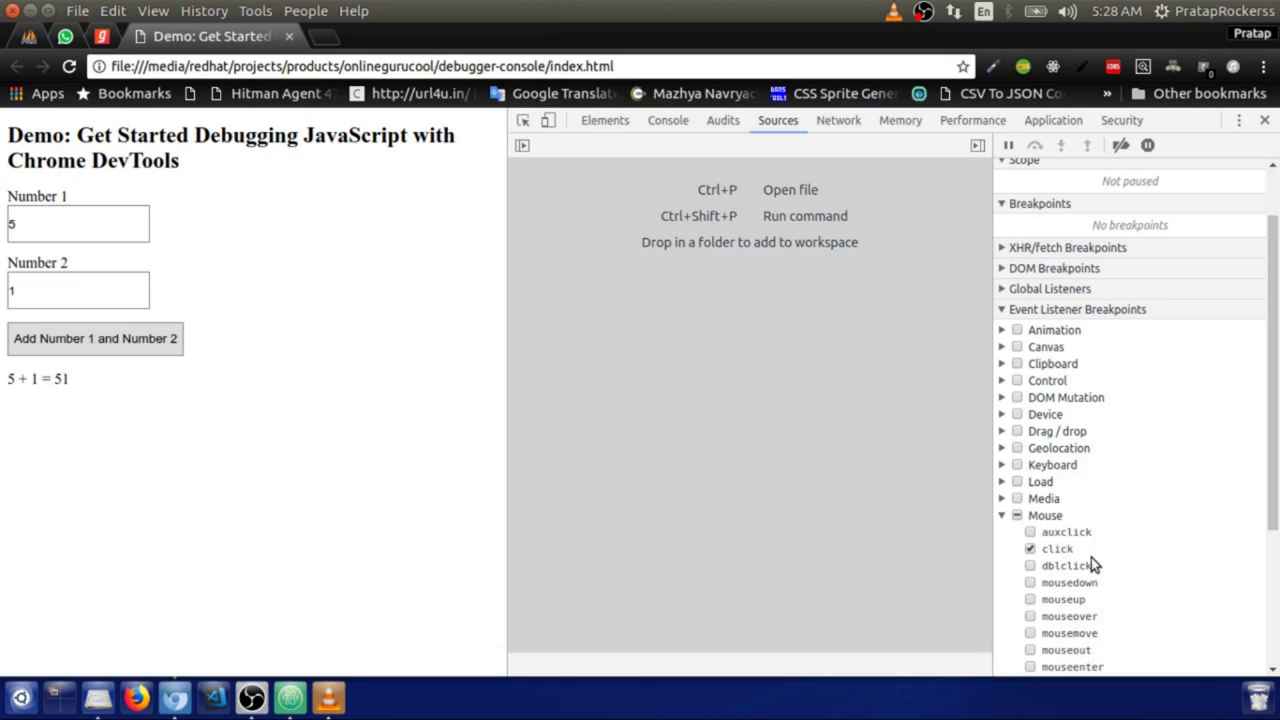 File Edit View History Tools People Help En 5:28 AM PratapRockerss
Demo: Get Started Pratap
file:///media/redhat/projects/products/onlinegurucool/debugger-console/index.html
Apps Bookmarks Hitman Agent 47 http://url4u.in/ Google Translat Mazhya Navryac CSS Sprite Gene CSV To JSON Co » Other bookmarks
Demo: Get Started Debugging JavaScript with
Chrome DevTools
Number 1
5
Number 2
1
Add Number 1 and Number 2
5 + 1 = 51
Elements Console Audits Sources Network Memory Performance Application Security
Ctrl+P Open file
Ctrl+Shift+P Run command
Drop in a folder to add to workspace
Scope
Not paused
Breakpoints
No breakpoints
XHR/fetch Breakpoints
DOM Breakpoints
Global Listeners
Event Listener Breakpoints
Animation
Canvas
Clipboard
Control
DOM Mutation
Device
Drag / drop
Geolocation
Keyboard
Load
Media
Mouse
auxclick
click
dblclick
mousedown
mouseup
mouseover
mousemove
mouseout
mouseenter